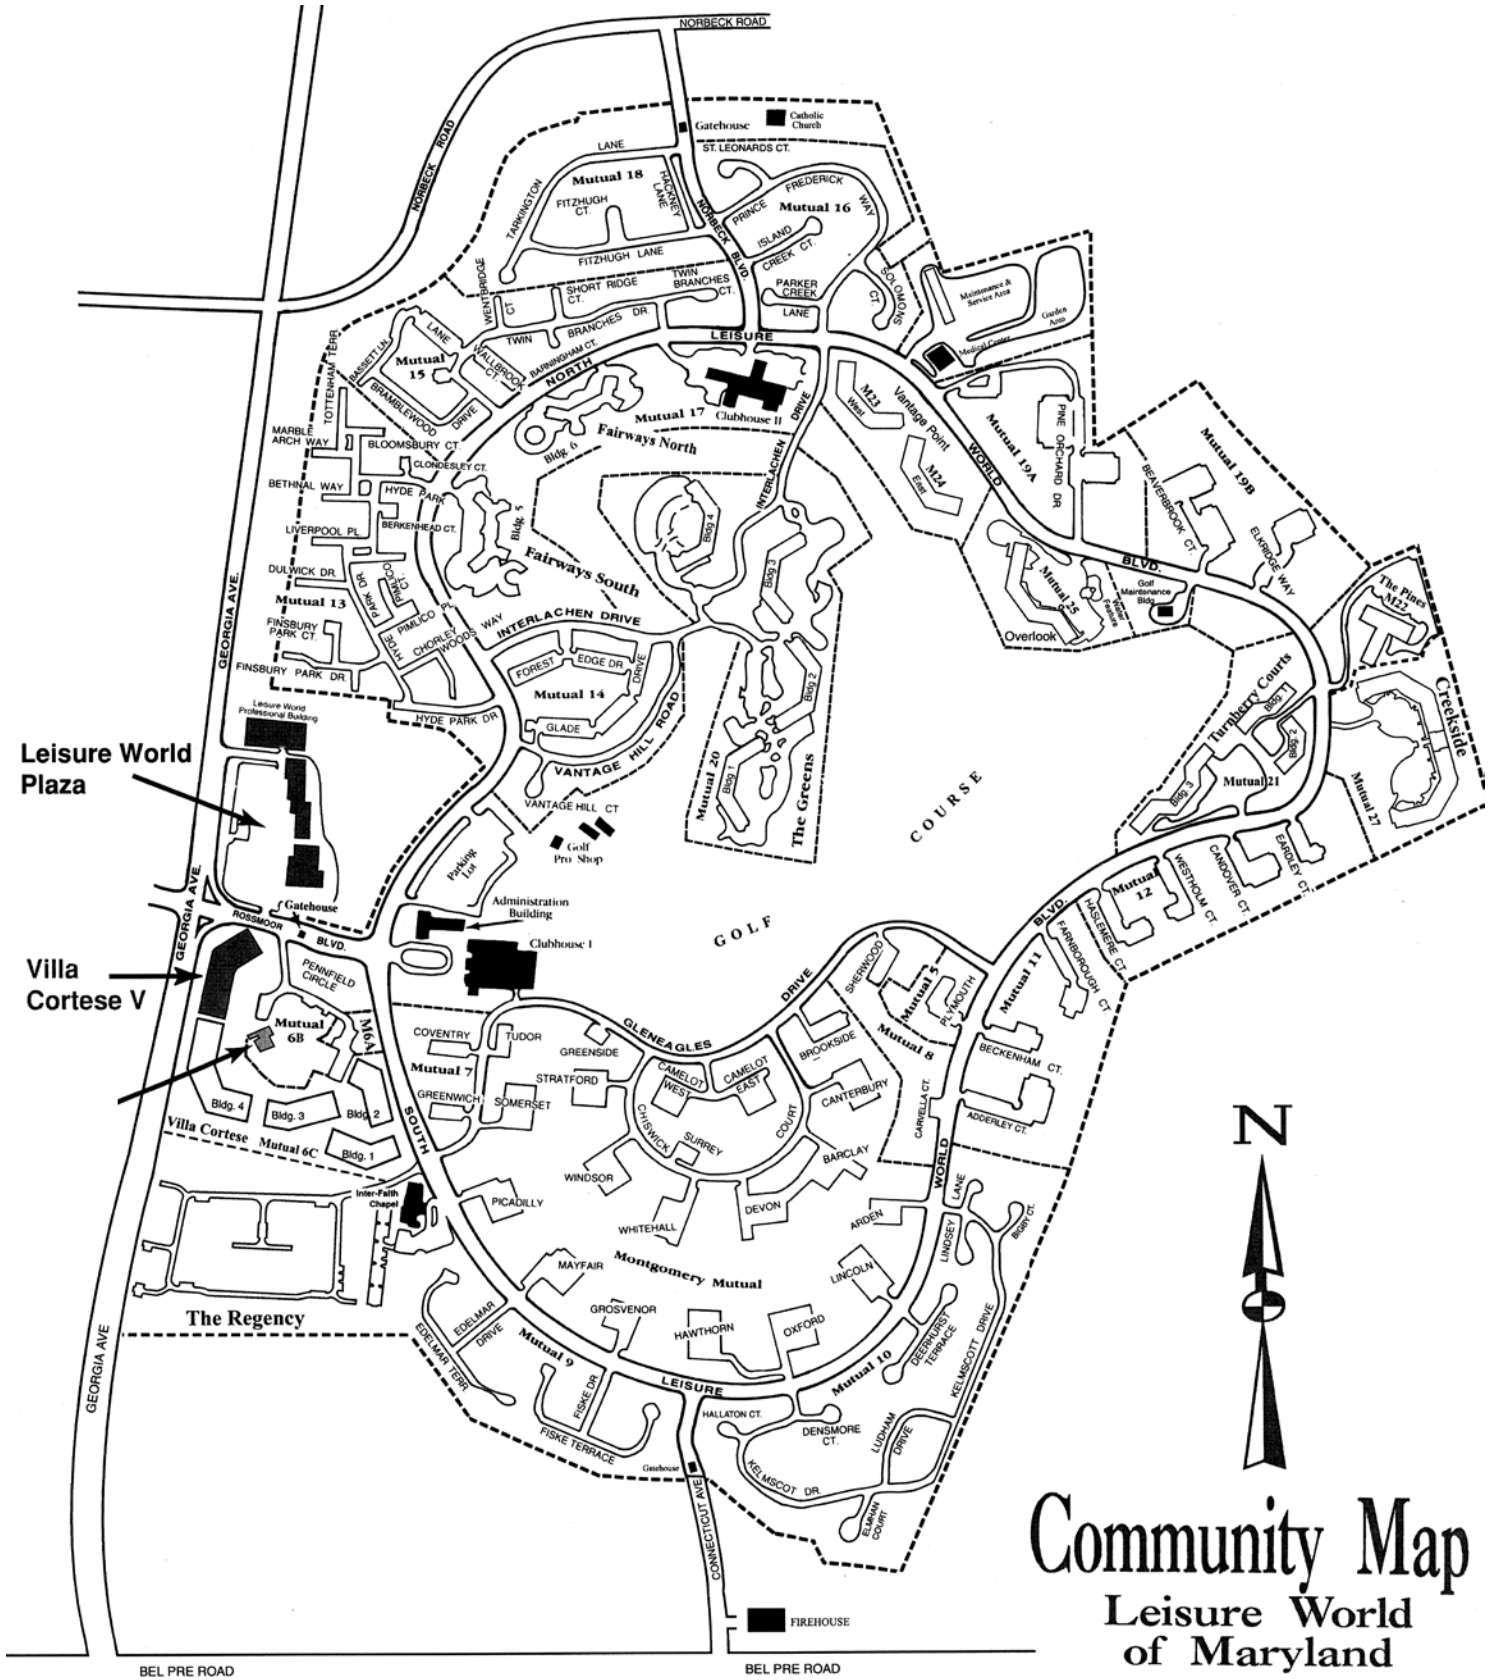 NORBECK ROAD
NORBECK ROAD
Gatehouse
Catholic
Church
ST. LEONARDS CT.
LANE
TARKINGTON
Mutual 18
FITZHUGH
CT.
HACKNEY
LANE
FITZHUGH LANE
NORBECK BLVD.
PRINCE
FREDERICK
WAY
Mutual 16
ISLAND
CREEK CT.
PARKER
CREEK
LANE
SOLOMONS
CT.
Maintenance &
Service Area
Garden
Area
Medical Center
WENTBRIDGE
CT
SHORT RIDGE
CT.
TWIN
BRANCHES
CT.
TWIN
BRANCHES DR.
BARNINGHAM CT.
LANE
BASSETT LN.
Mutual
15
WALLBROOK
CT.
BRAMBLEWOOD
DRIVE
NORTH
LEISURE
WORLD
BLVD.
Clubhouse II
Mutual 17
Fairways North
Bldg. 6
INTERLACHEN
DRIVE
M23
West
Vantage Point
M24
East
Mutual 19A
PINE ORCHARD DR
Mutual 19B
BEAVERBROOK CT.
ELKRIDGE WAY
TOTTENHAM TERR
MARBLE
ARCH WAY
BLOOMSBURY CT.
CLONDESLEY CT.
BETHNAL WAY
HYDE PARK
BERKENHEAD CT.
LIVERPOOL PL.
DULWICK DR.
PARK DR.
PIMLICO
CT.
Mutual 13
FINSBURY
PARK CT.
HYDE
PIMLICO PL
CHORLEY
WOODS WAY
FINSBURY PARK DR.
HYDE PARK DR.
GEORGIA AVE.
Bldg. 5
Fairways South
Bldg 4
Bldg 3
INTERLACHEN DRIVE
FOREST
EDGE DR.
DRIVE
Mutual 14
GLADE
VANTAGE HILL ROAD
VANTAGE HILL CT
Bldg 2
Bldg 1
Mutual 20
The Greens
Mutual 25
Overlook
Water
Feature
Golf
Maintenance
Bldg
The Pines
M22
Turnberry Courts
Bldg. 1
Bldg. 2
Bldg. 3
Mutual 21
Creekside
Mutual 27
Leisure World
Professional Building
Leisure World
Plaza
Parking
Lot
Golf
Pro Shop
COURSE
GOLF
GEORGIA AVE.
Gatehouse
ROSSMOOR
BLVD.
Administration
Building
Clubhouse I
Villa
Cortese V
PENNFIELD
CIRCLE
Mutual
6B
M6A
Bldg. 4
Bldg. 3
Bldg. 2
Bldg. 1
Villa Cortese
Mutual 6C
SOUTH
COVENTRY
TUDOR
Mutual 7
GREENWICH
SOMERSET
GLENEAGLES
DRIVE
GREENSIDE
STRATFORD
CAMELOT
WEST
CAMELOT
EAST
CHISWICK
COURT
SURREY
WINDSOR
WHITEHALL
DEVON
BARCLAY
CANTERBURY
BROOKSIDE
SHERWOOD
Mutual 5
PLYMOUTH
Mutual 8
CARVELLA CT.
BLVD.
Mutual 11
Mutual
12
HASLEMERE CT.
FARNBOROUGH CT
WESTHOLM CT.
CANDOVER CT.
EARDLEY CT.
BECKENHAM CT.
ADDERLEY CT.
WORLD
PICADILLY
ARDEN
LINCOLN
MAYFAIR
Montgomery Mutual
GROSVENOR
HAWTHORN
OXFORD
LANE
LINDSEY
BIGBY CT.
Inter-Faith
Chapel
The Regency
GEORGIA AVE
EDELMAR
DRIVE
EDELMAR TERR.
Mutual 9
FISKE DR
FISKE TERRACE
LEISURE
Mutual 10
DEERHURST
TERRACE
KELMSCOTT DRIVE
HALLATON CT.
DENSMORE
CT.
LUDHAM
DRIVE
KELMSCOT DR.
ELMHAN
COURT
Gatehouse
CONNECTICUT AVE.
FIREHOUSE
BEL PRE ROAD
BEL PRE ROAD
N
Community Map
Leisure World
of Maryland